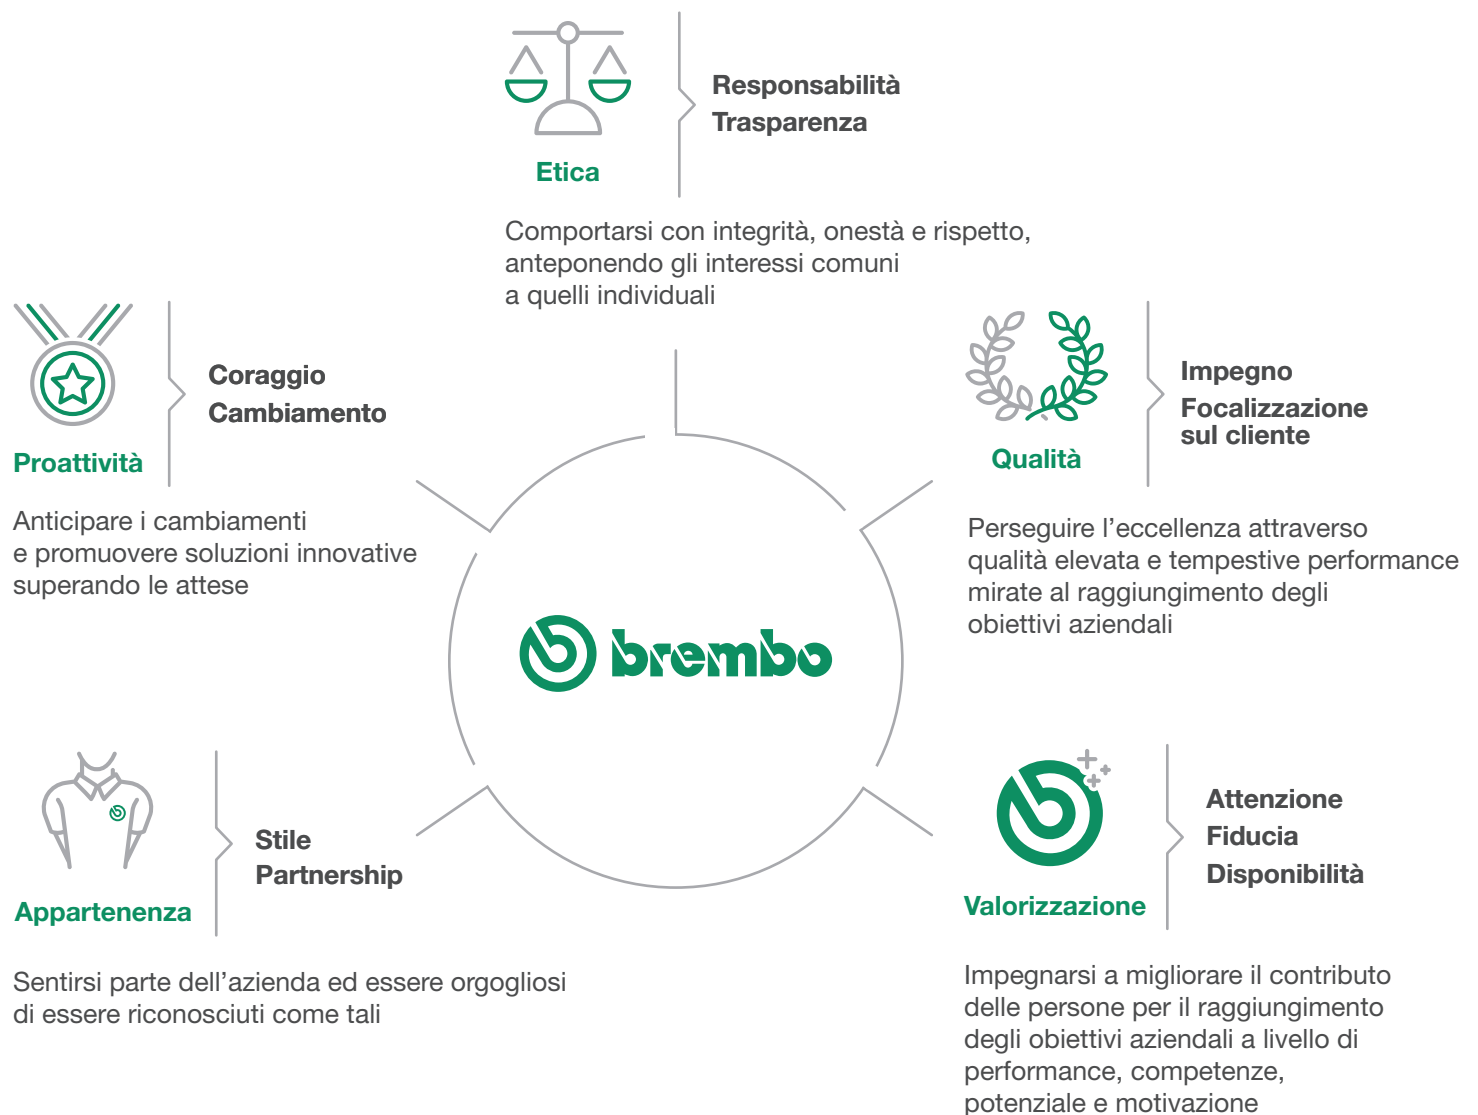 Responsabilità
Trasparenza
Etica
Comportarsi con integrità, onestà e rispetto,
anteponendo gli interessi comuni
a quelli individuali
Coraggio
Cambiamento
Proattività
Anticipare i cambiamenti
e promuovere soluzioni innovative
superando le attese
Impegno
Focalizzazione
sul cliente
Qualità
Perseguire l’eccellenza attraverso
qualità elevata e tempestive performance
mirate al raggiungimento degli
obiettivi aziendali
brembo
Stile
Partnership
Appartenenza
Sentirsi parte dell’azienda ed essere orgogliosi
di essere riconosciuti come tali
Attenzione
Fiducia
Disponibilità
Valorizzazione
Impegnarsi a migliorare il contributo
delle persone per il raggiungimento
degli obiettivi aziendali a livello di
performance, competenze,
potenziale e motivazione